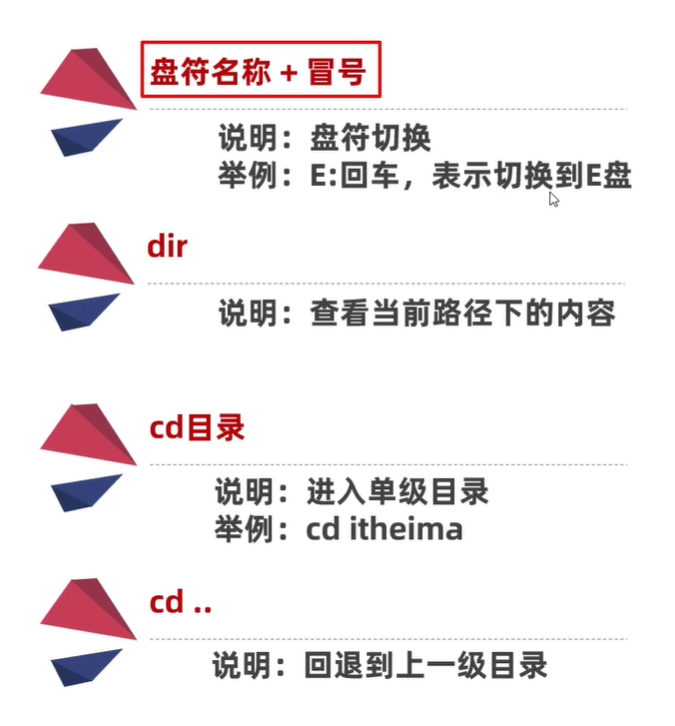 盘符名称 + 冒号
说明：盘符切换
举例：E:回车，表示切换到E盘
dir
说明：查看当前路径下的内容
cd目录
说明：进入单级目录
举例：cd itheima
cd ..
说明：回退到上一级目录